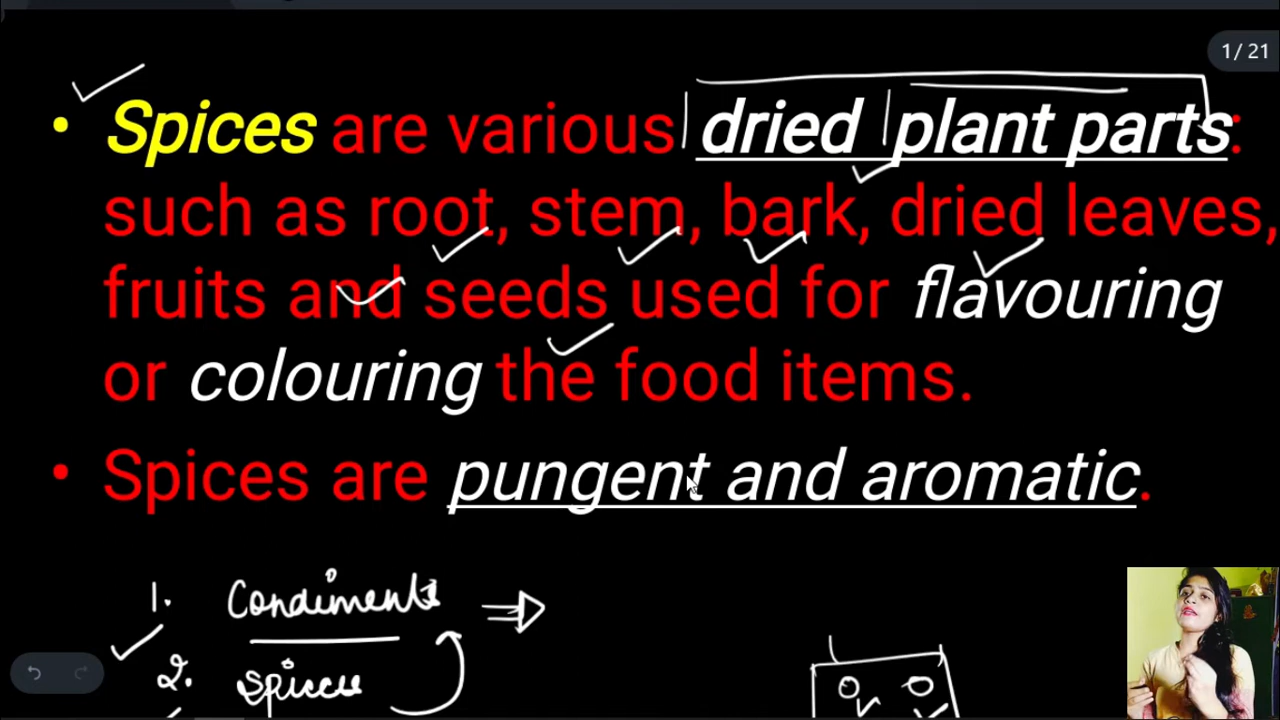 1 / 21
• Spices are various dried plant parts:
such as root, stem, bark, dried leaves,
fruits and seeds used for flavouring
or colouring the food items.
• Spices are pungent and aromatic.
1. Condiments ⇒
2. Spices